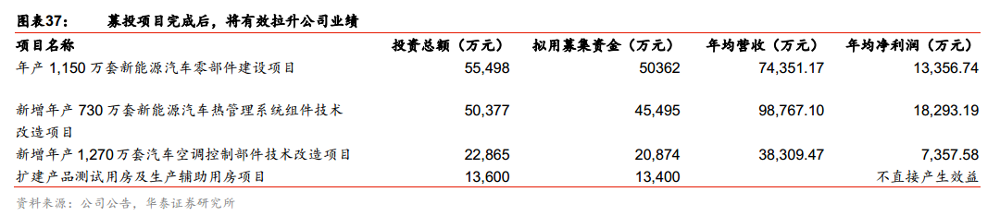 图表37： 募投项目完成后，将有效拉升公司业绩
项目名称 投资总额（万元） 拟用募集资金（万元） 年均营收（万元） 年均净利润（万元）
年产 1,150 万套新能源汽车零部件建设项目 55,498 50362 74,351.17 13,356.74
新增年产 730 万套新能源汽车热管理系统组件技术 50,377 45,495 98,767.10 18,293.19
改造项目
新增年产 1,270 万套汽车空调控制部件技术改造项目 22,865 20,874 38,309.47 7,357.58
扩建产品测试用房及生产辅助用房项目 13,600 13,400 不直接产生效益
资料来源：公司公告，华泰证券研究所